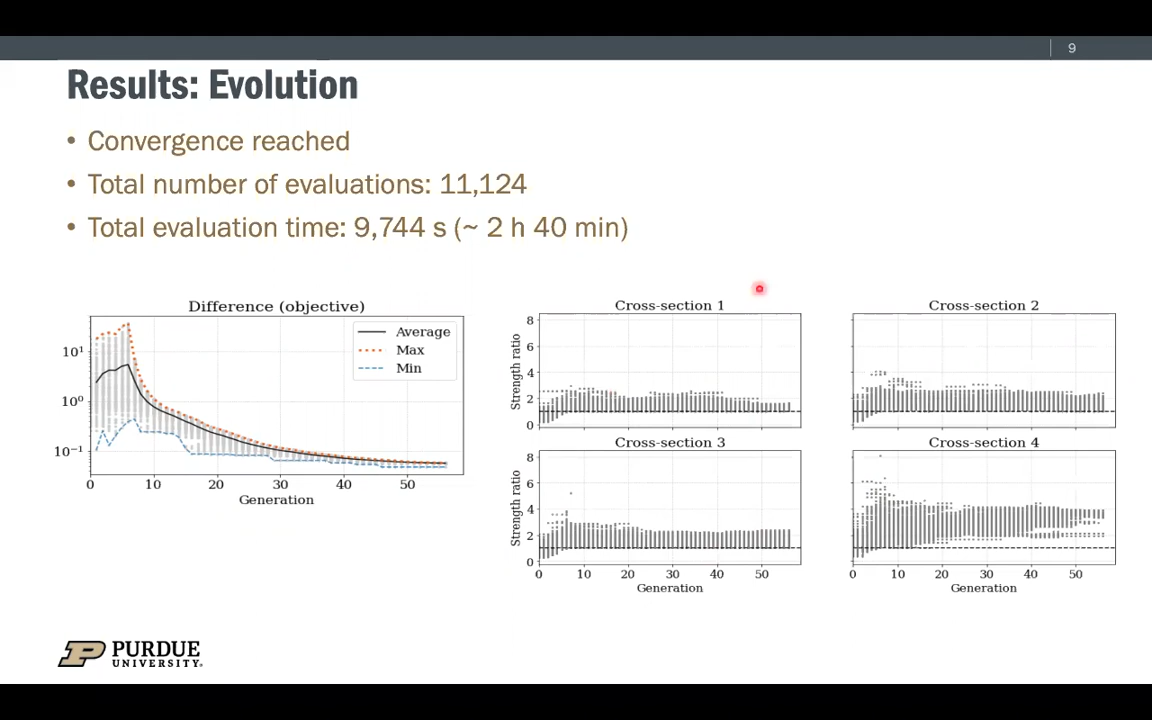 9
Results: Evolution
• Convergence reached
• Total number of evaluations: 11,124
• Total evaluation time: 9,744 s (~ 2 h 40 min)
Difference (objective)
Average
Max
Min
10¹
10⁰
10⁻¹
0 10 20 30 40 50
Generation
Cross-section 1
Strength ratio
8
6
4
2
0
Cross-section 2
Cross-section 3
Strength ratio
8
6
4
2
0
0 10 20 30 40 50
Generation
Cross-section 4
0 10 20 30 40 50
Generation
PURDUE
UNIVERSITY